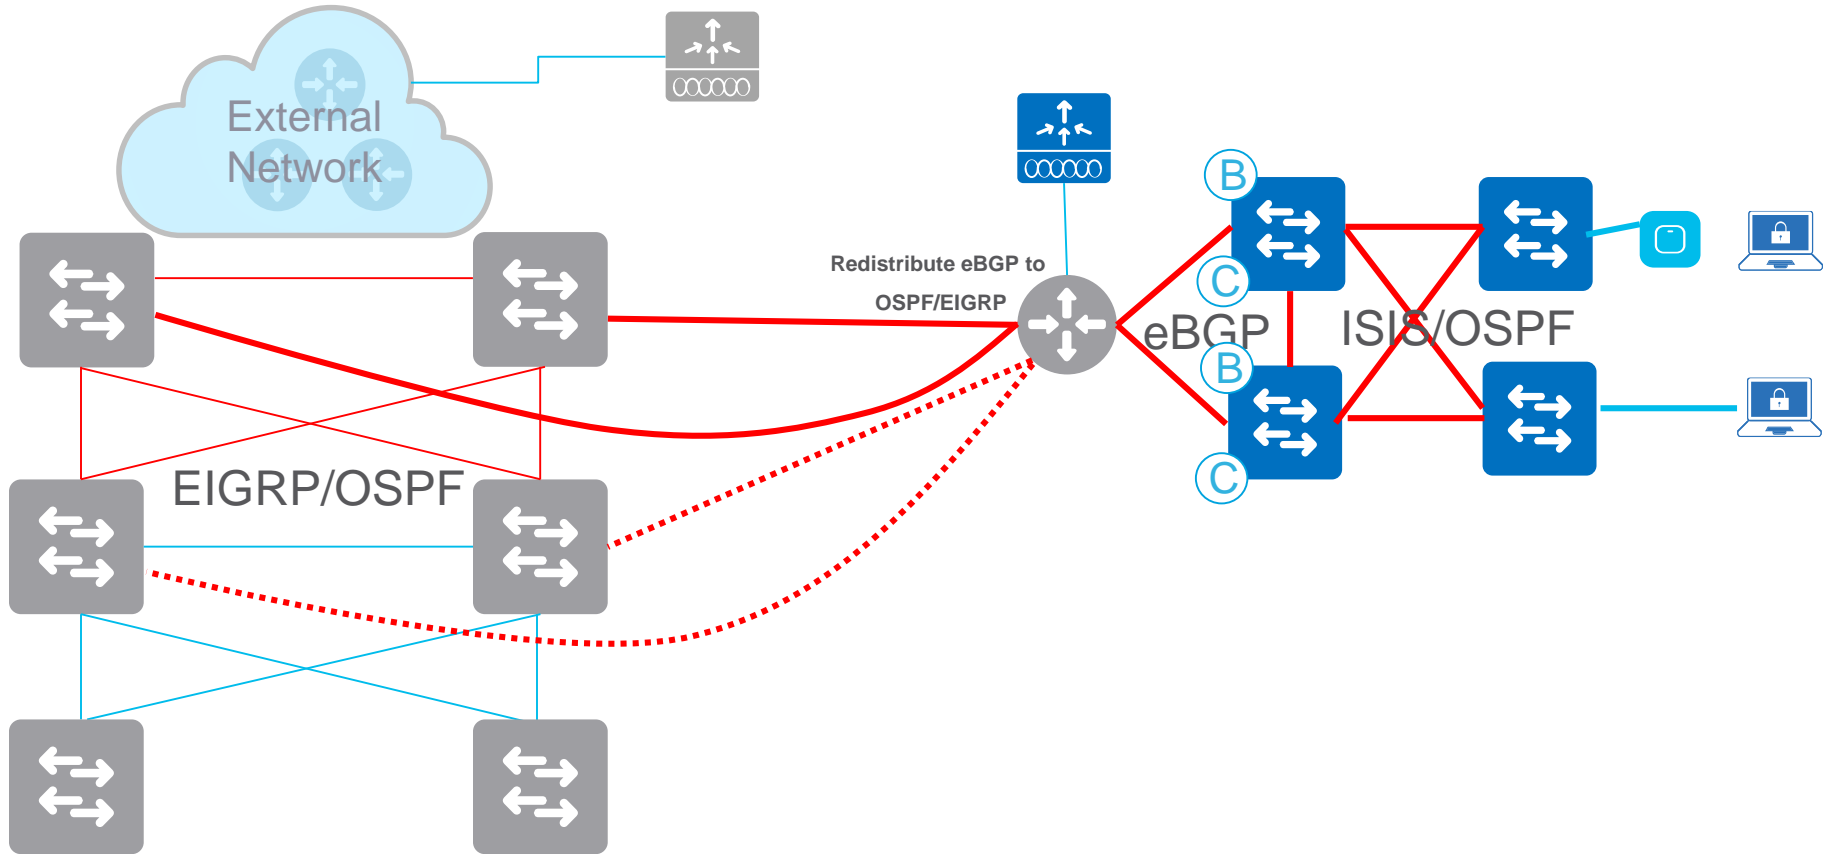 External
Network
Redistribute eBGP to
OSPF/EIGRP
B
C
eBGP
ISIS/OSPF
B
C
EIGRP/OSPF